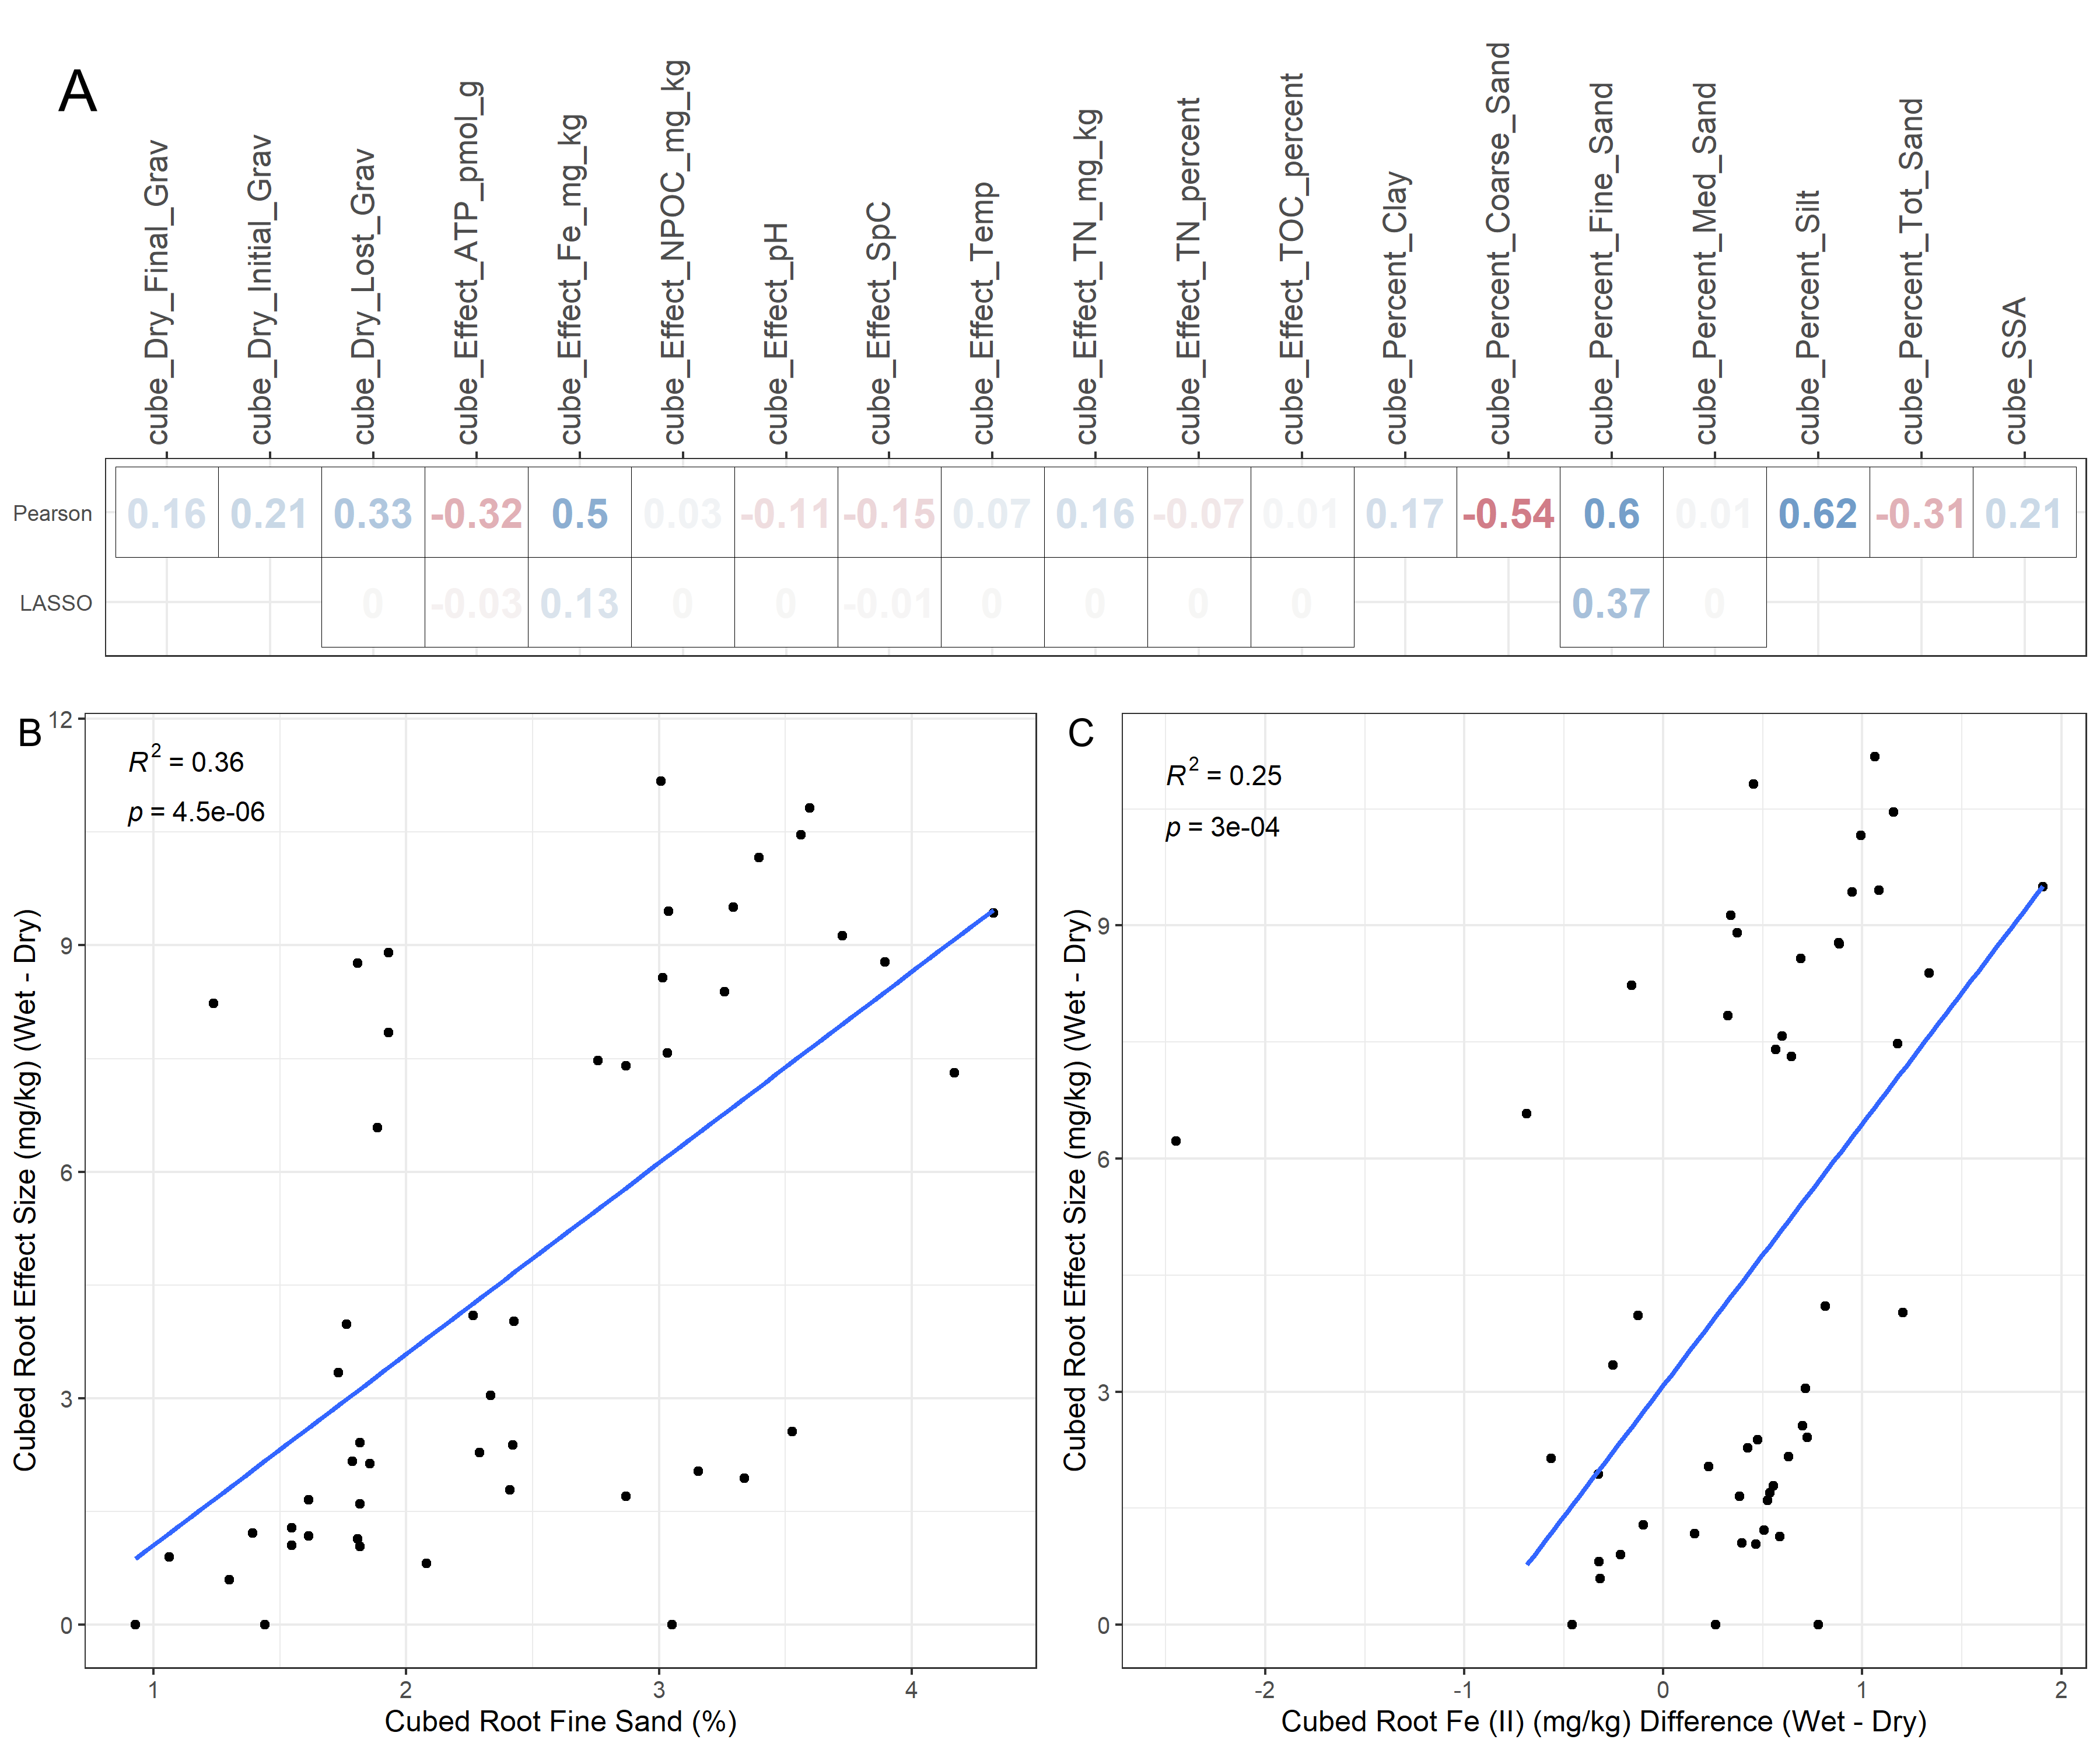 A
cube_Dry_Final_Grav
cube_Dry_Initial_Grav
cube_Dry_Lost_Grav
cube_Effect_ATP_pmol_g
cube_Effect_Fe_mg_kg
cube_Effect_NPOC_mg_kg
cube_Effect_pH
cube_Effect_SpC
cube_Effect_Temp
cube_Effect_TN_mg_kg
cube_Effect_TN_percent
cube_Effect_TOC_percent
cube_Percent_Clay
cube_Percent_Coarse_Sand
cube_Percent_Fine_Sand
cube_Percent_Med_Sand
cube_Percent_Silt
cube_Percent_Tot_Sand
cube_SSA
Pearson 0.16 0.21 0.33 -0.32 0.5 0.03 -0.11 -0.15 0.07 0.16 -0.07 0.01 0.17 -0.54 0.6 0.01 0.62 -0.31 0.21
LASSO 0 -0.03 0.13 0 0 -0.01 0 0 0 0 0.37 0
B
R² = 0.36
p = 4.5e-06
Cubed Root Effect Size (mg/kg) (Wet - Dry)
12
9
6
3
0
1 2 3 4
Cubed Root Fine Sand (%)
C
R² = 0.25
p = 3e-04
Cubed Root Effect Size (mg/kg) (Wet - Dry)
9
6
3
0
-2 -1 0 1 2
Cubed Root Fe (II) (mg/kg) Difference (Wet - Dry)